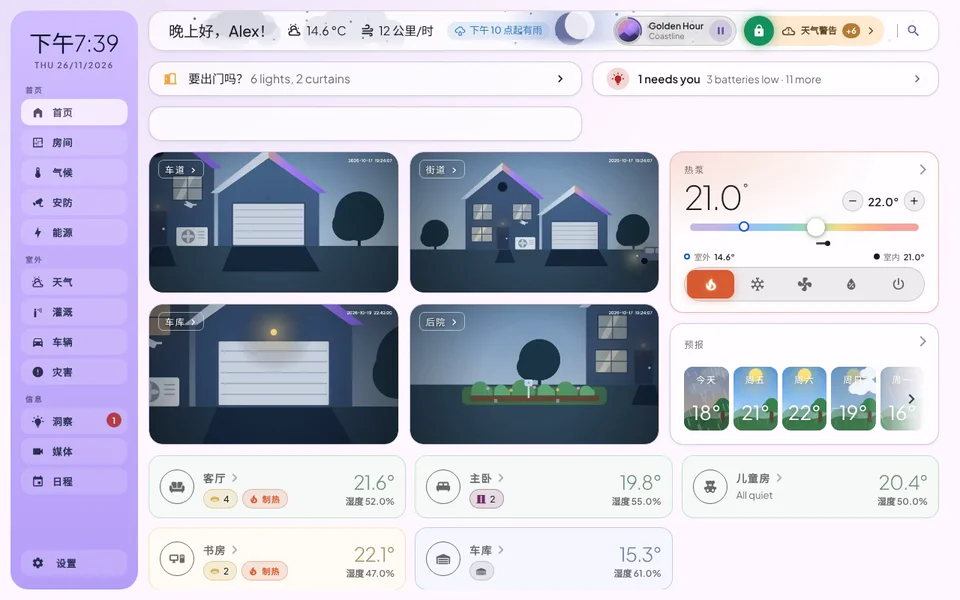 下午7:39
THU 26/11/2026
首页
首页
房间
气候
安防
能源
室外
天气
灌溉
车辆
灾害
信息
洞察 1
媒体
日程
设置
晚上好，Alex！
14.6 °C
12 公里/时
下午 10 点起有雨
Golden Hour
Coastline
天气警告 +6
要出门吗？ 6 lights, 2 curtains
1 needs you 3 batteries low · 11 more
车道
街道
车库
后院
热泵
21.0°
22.0°
室外 14.6°
室内 21.0°
预报
今天 18°
周五 21°
周六 22°
周日 19°
周一 16°
客厅
4
制热
21.6°
湿度 52.0%
主卧
2
19.8°
湿度 55.0%
儿童房
All quiet
20.4°
湿度 50.0%
书房
2
制热
22.1°
湿度 47.0%
车库
15.3°
湿度 61.0%